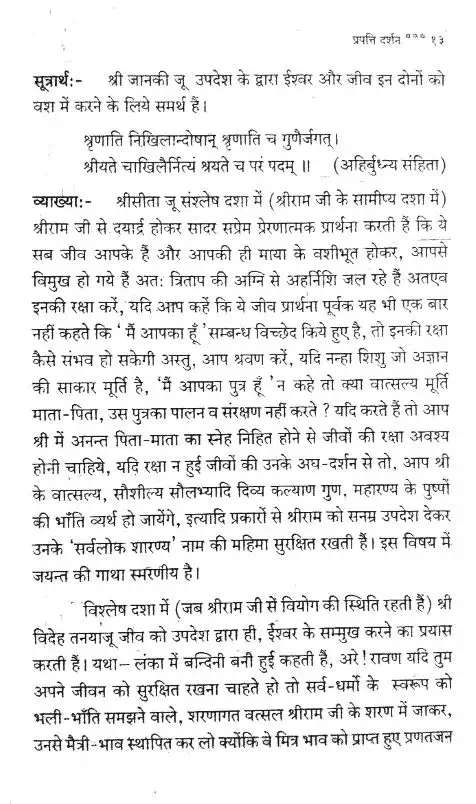 प्रपत्ति दर्शन ॰॰॰ १३
सूत्रार्थ:- श्री जानकी जू उपदेश के द्वारा ईश्वर और जीव इन दोनों को
वश में करने के लिये समर्थ हैं।
श्रृणाति निखिलान्दोषान् श्रृणाति च गुणैर्जगत्।
श्रीयते चाखिलैर्नित्यं श्रयते च परं पदम् ॥ (अहिर्बुध्न्य संहिता)
व्याख्या:- श्रीसीता जू संश्लेष दशा में (श्रीराम जी के सामीप्य दशा में)
श्रीराम जी से दयार्द्र होकर सादर सप्रेम प्रेरणात्मक प्रार्थना करती हैं कि ये
सब जीव आपके हैं और आपकी ही माया के वशीभूत होकर, आपसे
विमुख हो गये हैं अत: त्रिताप की अग्नि से अहर्निशि जल रहे हैं अतएव
इनकी रक्षा करें, यदि आप कहें कि ये जीव प्रार्थना पूर्वक यह भी एक बार
नहीं कहते कि ' मैं आपका हूँ ' सम्बन्ध विच्छेद किये हुए है, तो इनकी रक्षा
कैसे संभव हो सकेगी अस्तु, आप श्रवण करें, यदि नन्हा शिशु जो अज्ञान
की साकार मूर्ति है, 'मैं आपका पुत्र हूँ ' न कहे तो क्या वात्सल्य मूर्ति
माता-पिता, उस पुत्रका पालन व संरक्षण नहीं करते ? यदि करते हैं तो आप
श्री में अनन्त पिता-माता का स्नेह निहित होने से जीवों की रक्षा अवश्य
होनी चाहिये, यदि रक्षा न हुई जीवों की उनके अघ-दर्शन से तो, आप श्री
के वात्सल्य, सौशील्य सौलभ्यादि दिव्य कल्याण गुण, महारण्य के पुष्पों
की भाँति व्यर्थ हो जायेंगे, इत्यादि प्रकारों से श्रीराम को सनम्र उपदेश देकर
उनके 'सर्वलोक शारण्य' नाम की महिमा सुरक्षित रखती हैं। इस विषय में
जयन्त की गाथा स्मरणीय है।
विश्लेष दशा में (जब श्रीराम जी सें वियोग की स्थिति रहती हैं) श्री
विदेह तनयाजू जीव को उपदेश द्वारा ही, ईश्वर के सम्मुख करने का प्रयास
करती हैं। यथा– लंका में बन्दिनी बनी हुई कहती हैं, अरे! रावण यदि तुम
अपने जीवन को सुरक्षित रखना चाहते हो तो सर्व-धर्मो के स्वरूप को
भली-भाँति समझने वाले, शरणागत वत्सल श्रीराम जी के शरण में जाकर,
उनसे मैत्री-भाव स्थापित कर लो क्योंकि वे मित्र भाव को प्राप्त हुए प्रणतजन